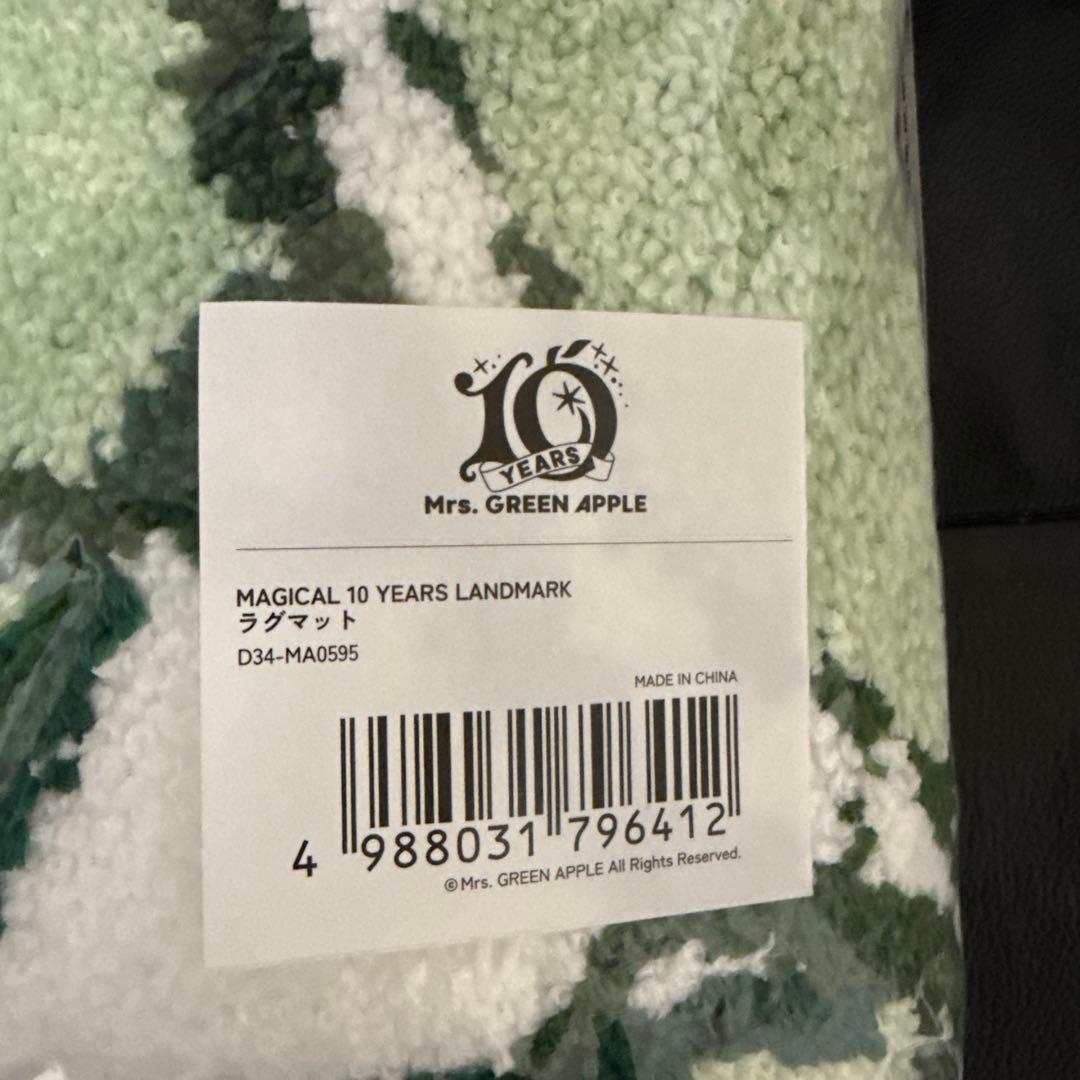 10
YEARS
Mrs. GREEN APPLE
MAGICAL 10 YEARS LANDMARK
ラグマット
D34-MA0595
MADE IN CHINA
4 988031 796412
©Mrs. GREEN APPLE All Rights Reserved.